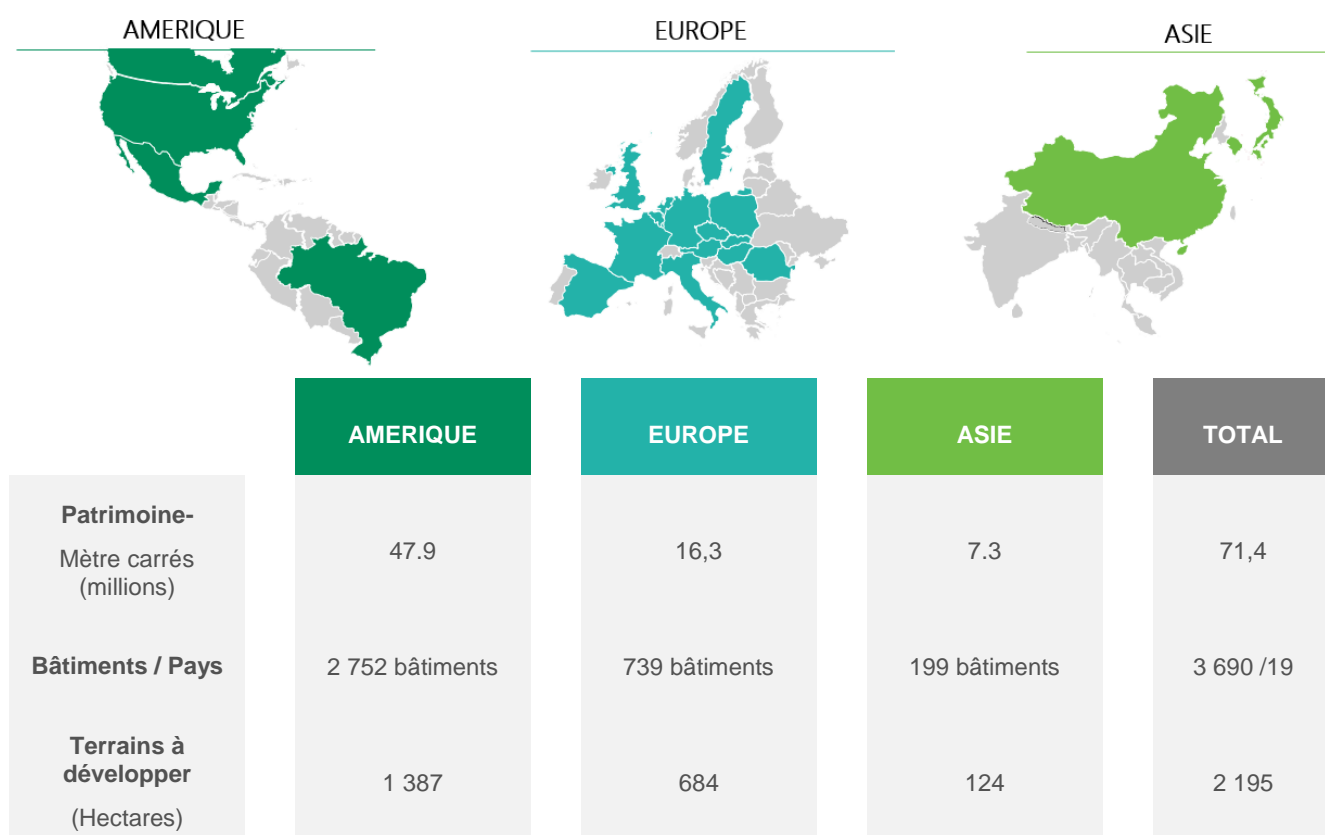 AMERIQUE
EUROPE
ASIE
AMERIQUE
EUROPE
ASIE
TOTAL
Patrimoine-
Mètre carrés
(millions)
47.9
16,3
7.3
71,4
Bâtiments / Pays
2 752 bâtiments
739 bâtiments
199 bâtiments
3 690 /19
Terrains à
développer
(Hectares)
1 387
684
124
2 195